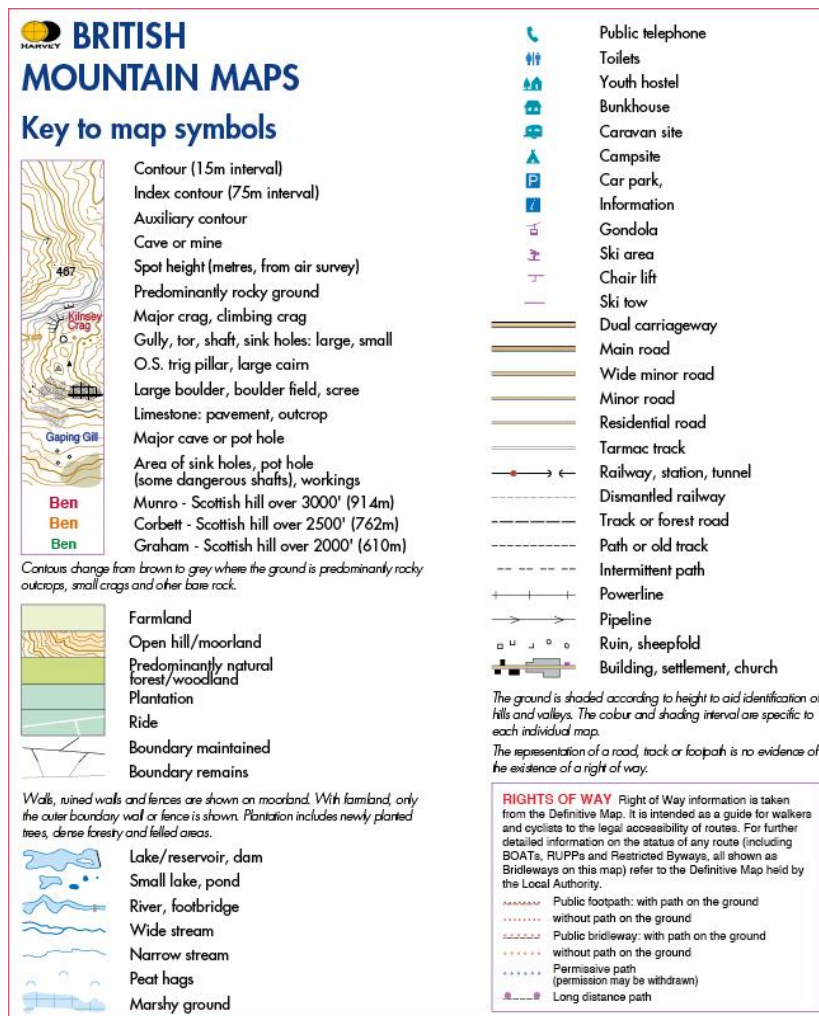 HARVEY
BRITISH
MOUNTAIN MAPS
Key to map symbols
Contour (15m interval)
Index contour (75m interval)
Auxiliary contour
Cave or mine
467
Spot height (metres, from air survey)
Predominantly rocky ground
Kilnsey
Crag
Major crag, climbing crag
Gully, tor, shaft, sink holes: large, small
O.S. trig pillar, large cairn
Large boulder, boulder field, scree
Limestone: pavement, outcrop
Gaping Gill
Major cave or pot hole
Area of sink holes, pot hole
(some dangerous shafts), workings
Ben
Munro - Scottish hill over 3000' (914m)
Ben
Corbett - Scottish hill over 2500' (762m)
Ben
Graham - Scottish hill over 2000' (610m)
Contours change from brown to grey where the ground is predominantly rocky
outcrops, small crags and other bare rock.
Farmland
Open hill/moorland
Predominantly natural
forest/woodland
Plantation
Ride
Boundary maintained
Boundary remains
Walls, ruined walls and fences are shown on moorland. With farmland, only
the outer boundary wall or fence is shown. Plantation includes newly planted
trees, dense forestry and felled areas.
Lake/reservoir, dam
Small lake, pond
River, footbridge
Wide stream
Narrow stream
Peat hags
Marshy ground
Public telephone
Toilets
Youth hostel
Bunkhouse
Caravan site
Campsite
P
Car park,
i
Information
Gondola
Ski area
Chair lift
Ski tow
Dual carriageway
Main road
Wide minor road
Minor road
Residential road
Tarmac track
Railway, station, tunnel
Dismantled railway
Track or forest road
Path or old track
Intermittent path
Powerline
Pipeline
Ruin, sheepfold
Building, settlement, church
The ground is shaded according to height to aid identification of
hills and valleys. The colour and shading interval are specific to
each individual map.
The representation of a road, track or footpath is no evidence of
the existence of a right of way.
RIGHTS OF WAY Right of Way information is taken
from the Definitive Map. It is intended as a guide for walkers
and cyclists to the legal accessibility of routes. For further
detailed information on the status of any route (including
BOATs, RUPPs and Restricted Byways, all shown as
Bridleways on this map) refer to the Definitive Map held by
the Local Authority.
Public footpath: with path on the ground
without path on the ground
Public bridleway: with path on the ground
without path on the ground
Permissive path
(permission may be withdrawn)
Long distance path